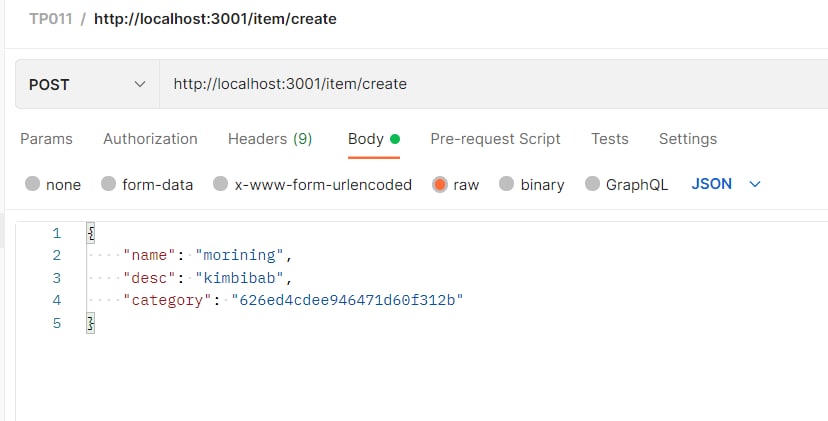 TP011 / http://localhost:3001/item/create
POST http://localhost:3001/item/create
Params Authorization Headers (9) Body Pre-request Script Tests Settings
none form-data x-www-form-urlencoded raw binary GraphQL JSON
1 {
2 "name": "morining",
3 "desc": "kimbibab",
4 "category": "626ed4cdee946471d60f312b"
5 }